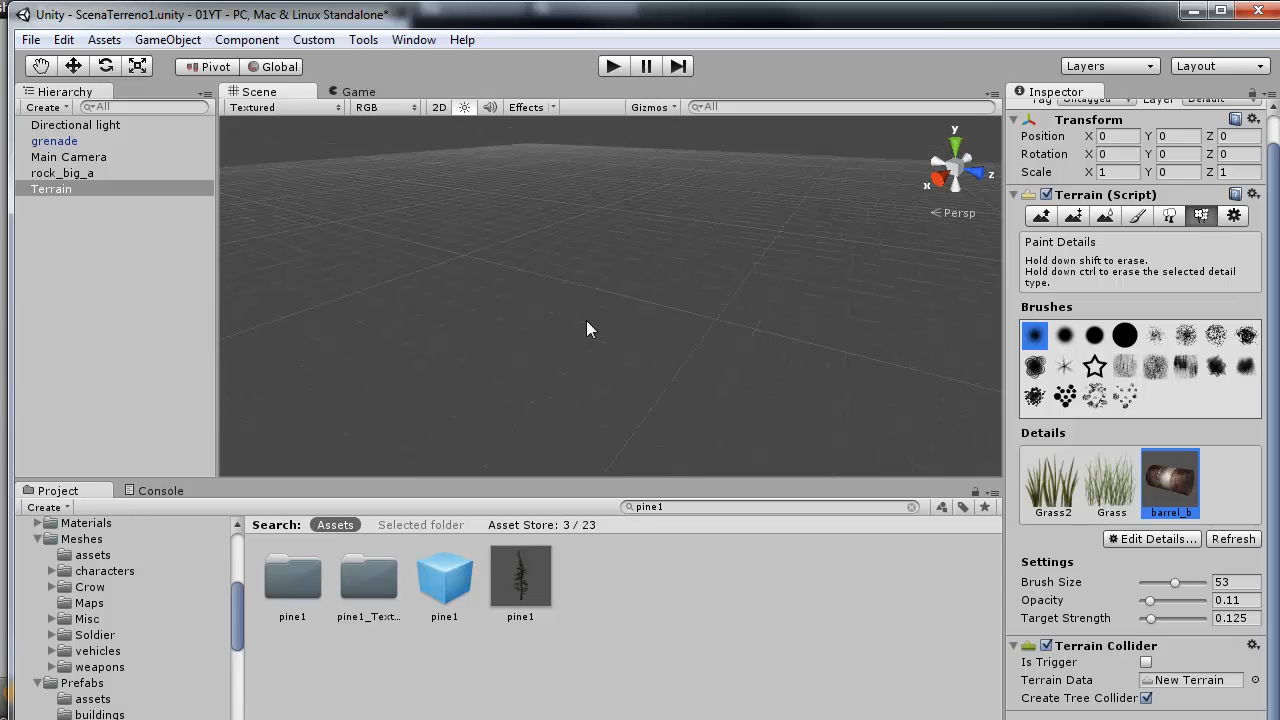 Unity - ScenaTerreno1.unity - 01YT - PC, Mac & Linux Standalone*
File Edit Assets GameObject Component Custom Tools Window Help
Pivot Global Layers Layout
Hierarchy
Create All
Directional light
grenade
Main Camera
rock_big_a
Terrain
Scene Game
Textured RGB 2D Effects Gizmos All
y
x
z
Persp
Inspector
Tag Untagged Layer Default
Transform
Position X 0 Y 0 Z 0
Rotation X 0 Y 0 Z 0
Scale X 1 Y 0 Z 1
Terrain (Script)
Paint Details
Hold down shift to erase.
Hold down ctrl to erase the selected detail
type.
Brushes
Details
Grass2 Grass barrel_b
Edit Details... Refresh
Settings
Brush Size 53
Opacity 0.11
Target Strength 0.125
Terrain Collider
Is Trigger
Terrain Data New Terrain
Create Tree Collider
Project Console
Create pine1
Materials
Meshes
assets
characters
Crow
Maps
Misc
Soldier
vehicles
weapons
Prefabs
assets
buildings
Search: Assets Selected folder Asset Store: 3 / 23
pine1 pine1_Text... pine1 pine1